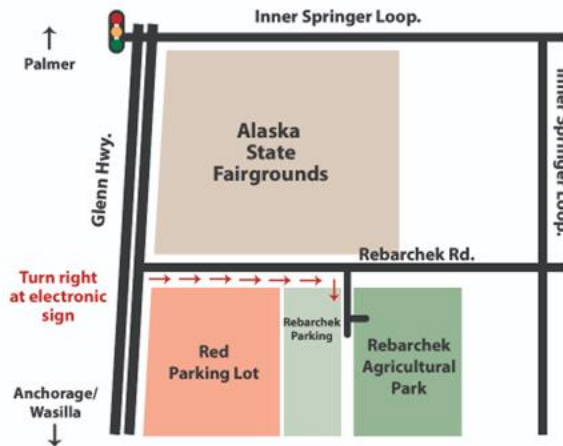 Inner Springer Loop.
↑
Palmer
Glenn Hwy.
Alaska
State
Fairgrounds
Inner Springer Loop.
Rebarchek Rd.
Turn right
at electronic
sign
Red
Parking Lot
Rebarchek
Parking
Rebarchek
Agricultural
Park
Anchorage/
Wasilla
↓